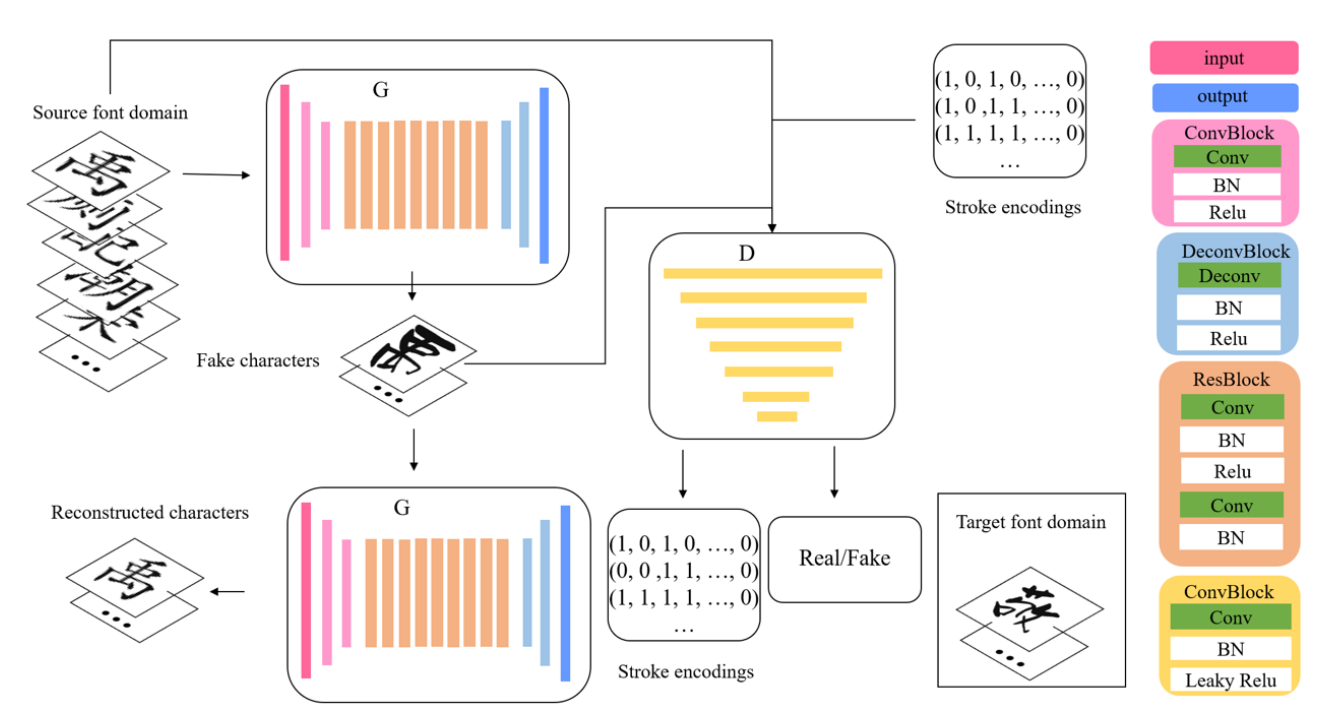 G
Source font domain
禹
Fake characters
(1, 0, 1, 0, …, 0)
(1, 0 ,1, 1, …, 0)
(1, 1, 1, 1, …, 0)
…
Stroke encodings
D
G
Reconstructed characters
禹
(1, 0, 1, 0, …, 0)
(0, 0 ,1, 1, …, 0)
(1, 1, 1, 1, …, 0)
…
Stroke encodings
Real/Fake
Target font domain
input
output
ConvBlock
Conv
BN
Relu
DeconvBlock
Deconv
BN
Relu
ResBlock
Conv
BN
Relu
Conv
BN
ConvBlock
Conv
BN
Leaky Relu